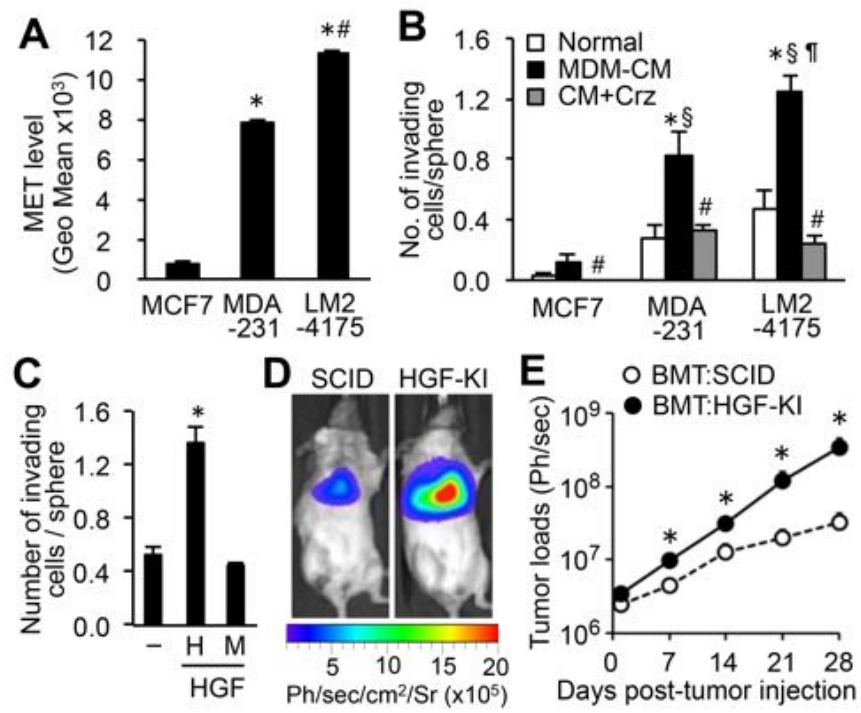 A
MET level
(Geo Mean x10³)
12
10
8
6
4
2
0
*
*#
MCF7
MDA
-231
LM2
-4175
B
No. of invading
cells/sphere
1.6
1.2
0.8
0.4
0.0
Normal
MDM-CM
CM+Crz
#
*§
#
*§ ¶
#
MCF7
MDA
-231
LM2
-4175
C
Number of invading
cells / sphere
1.6
1.2
0.8
0.4
0.0
*
–
H
M
HGF
D
SCID
HGF-KI
5
10
15
20
Ph/sec/cm²/Sr (x10⁵)
E
BMT:SCID
BMT:HGF-KI
Tumor loads (Ph/sec)
10⁹
10⁸
10⁷
10⁶
*
*
*
*
0
7
14
21
28
Days post-tumor injection